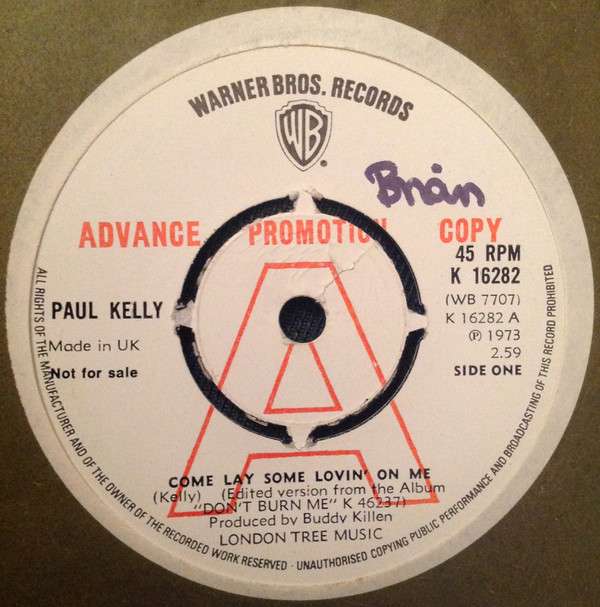 WARNER BROS. RECORDS
WB
Brian
ADVANCE PROMOTION COPY
45 RPM
K 16282
(WB 7707)
K 16282 A
℗ 1973
2.59
SIDE ONE
PAUL KELLY
Made in UK
Not for sale
A
COME LAY SOME LOVIN' ON ME
(Kelly) (Edited version from the Album
"DON'T BURN ME" K 46237)
Produced by Buddy Killen
LONDON TREE MUSIC
ALL RIGHTS OF THE MANUFACTURER AND OF THE OWNER OF THE RECORDED WORK RESERVED · UNAUTHORISED COPYING PUBLIC PERFORMANCE AND BROADCASTING OF THIS RECORD PROHIBITED